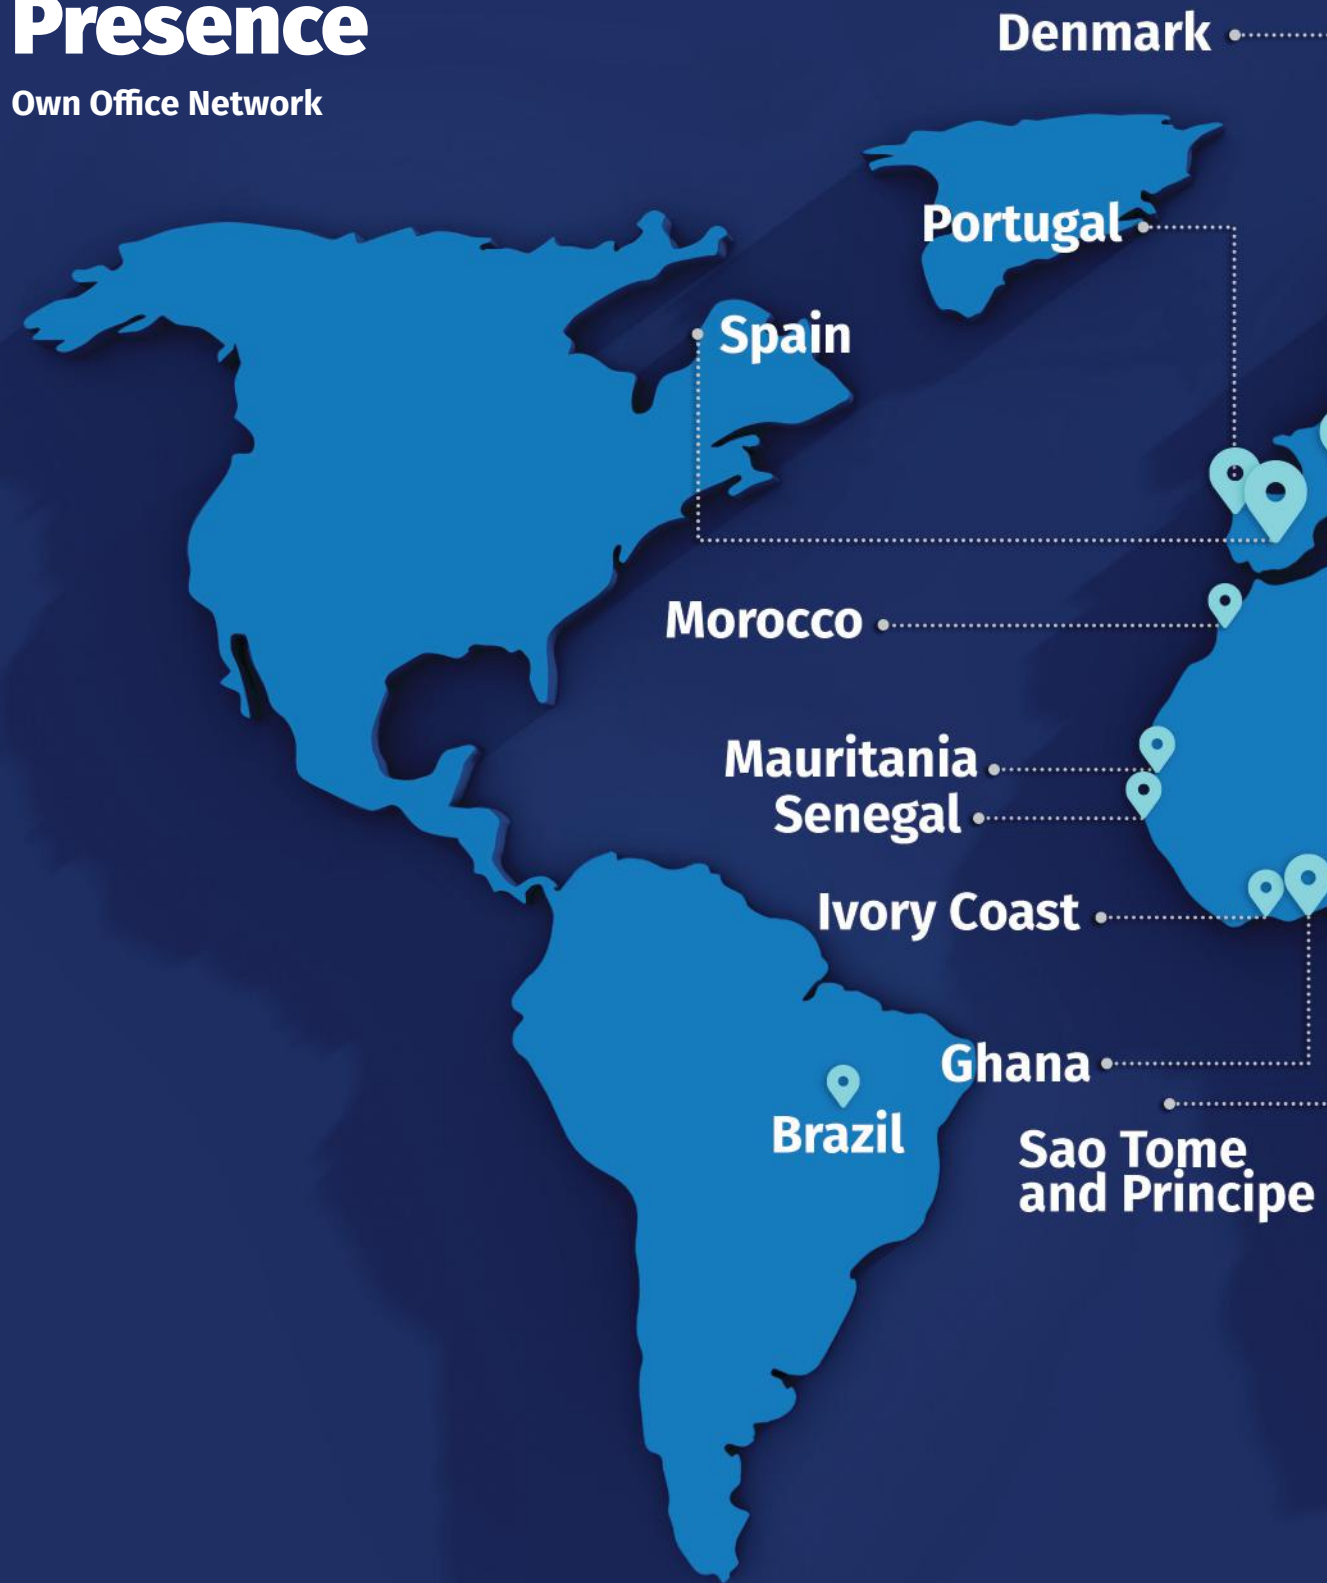 Presence
Own Office Network
Denmark
Portugal
Spain
Morocco
Mauritania
Senegal
Ivory Coast
Ghana
Brazil
Sao Tome
and Principe